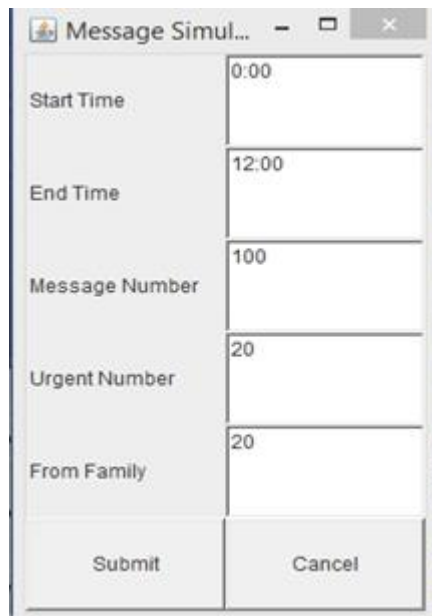 Message Simul...
Start Time 0:00
End Time 12:00
Message Number 100
Urgent Number 20
From Family 20
Submit Cancel